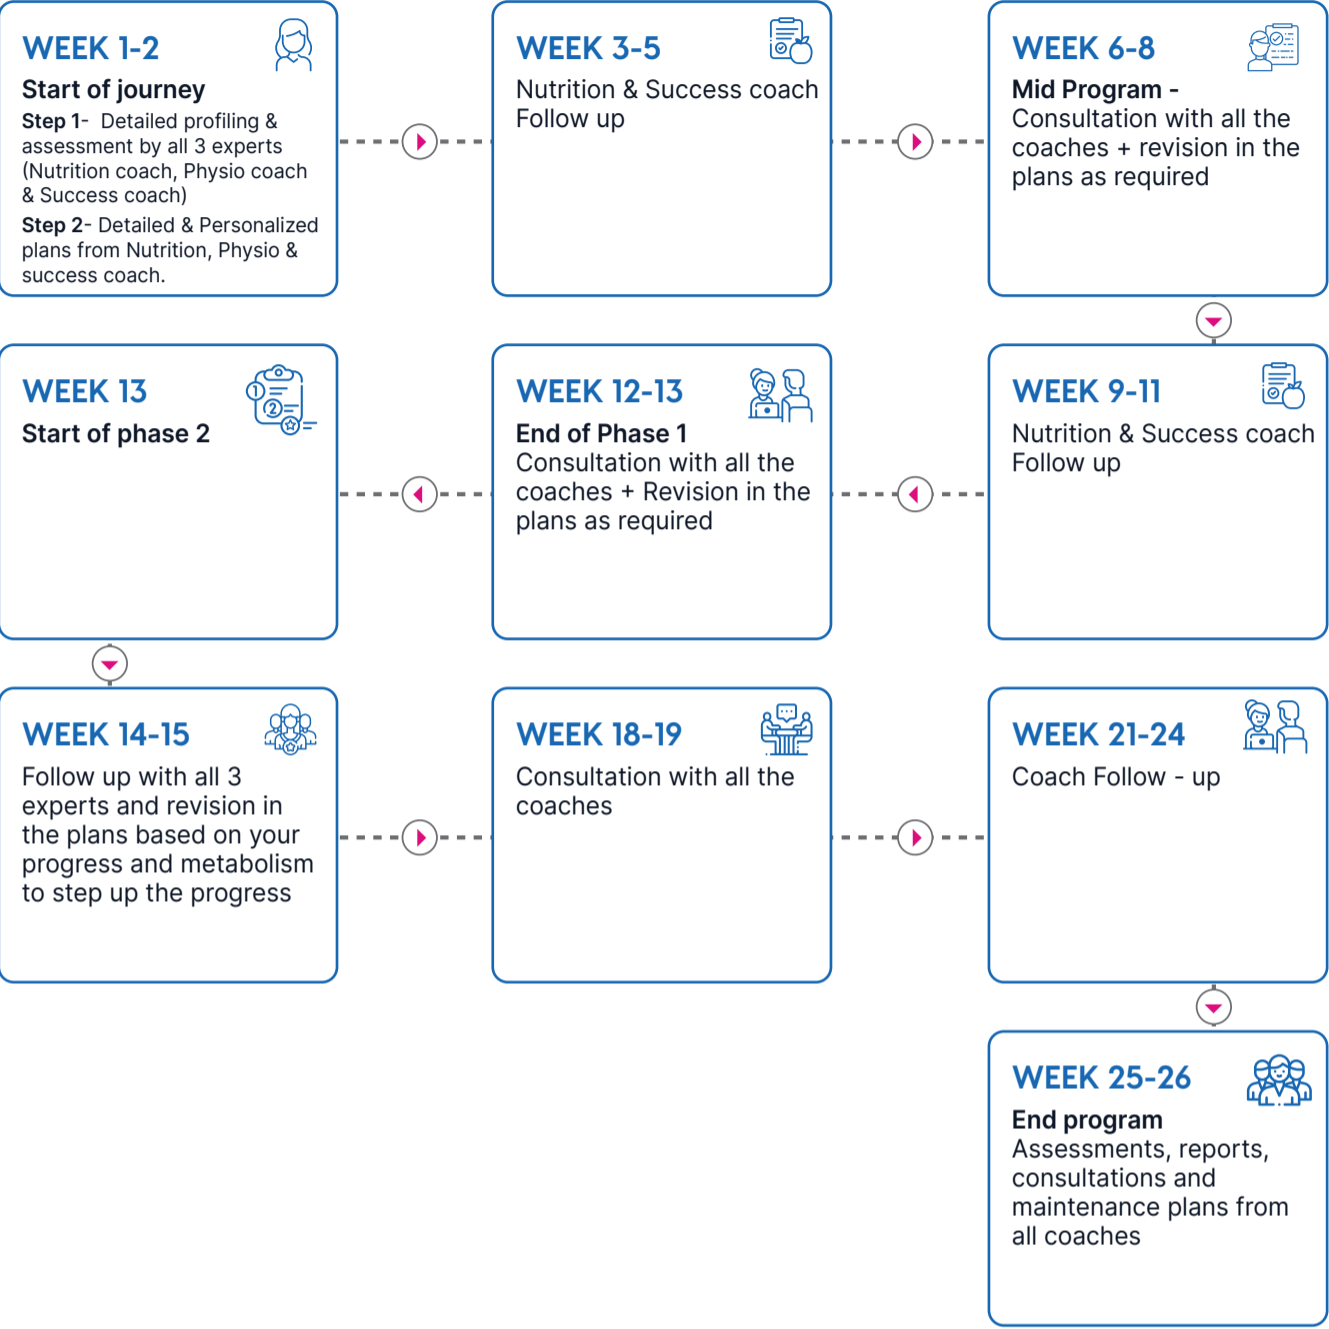 WEEK 1-2
Start of journey
Step 1-  Detailed profiling &
assessment by all 3 experts
(Nutrition coach, Physio coach
& Success coach)
Step 2- Detailed & Personalized
plans from Nutrition, Physio &
success coach.
WEEK 3-5
Nutrition & Success coach
Follow up
WEEK 6-8
Mid Program -
Consultation with all the
coaches + revision in the
plans as required
WEEK 9-11
Nutrition & Success coach
Follow up
WEEK 12-13
End of Phase 1
Consultation with all the
coaches + Revision in the
plans as required
WEEK 13
1
2
Start of phase 2
WEEK 14-15
Follow up with all 3
experts and revision in
the plans based on your
progress and metabolism
to step up the progress
WEEK 18-19
Consultation with all the
coaches
WEEK 21-24
Coach Follow - up
WEEK 25-26
End program
Assessments, reports,
consultations and
maintenance plans from
all coaches